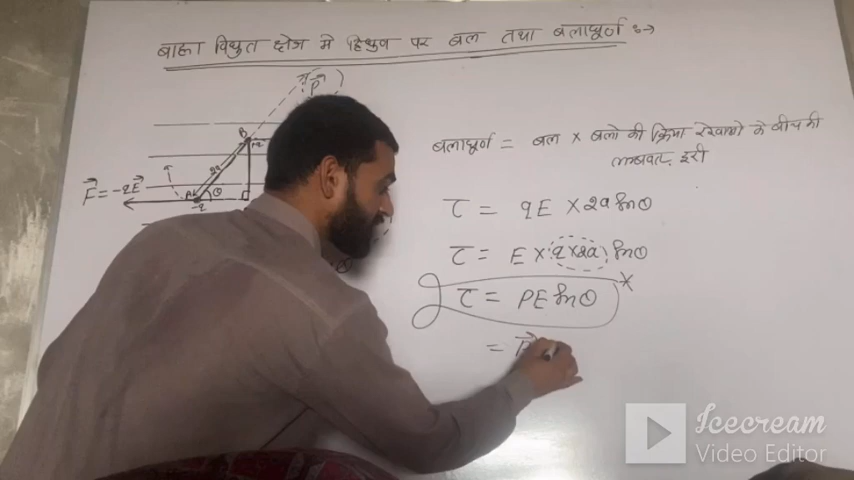 बाह्य विधुत क्षेत्र मे द्विध्रुव पर बल तथा बलाघूर्ण :→
P
B
+q
2a
F = -qE
A
θ
-q
बलाघूर्ण = बल × बलो की क्रिया रेखाओ के बीच की
लम्बवत् दूरी
τ = qE × 2a sinθ
τ = E × q × 2a sinθ
τ = PE sinθ
= P
Icecream
Video Editor